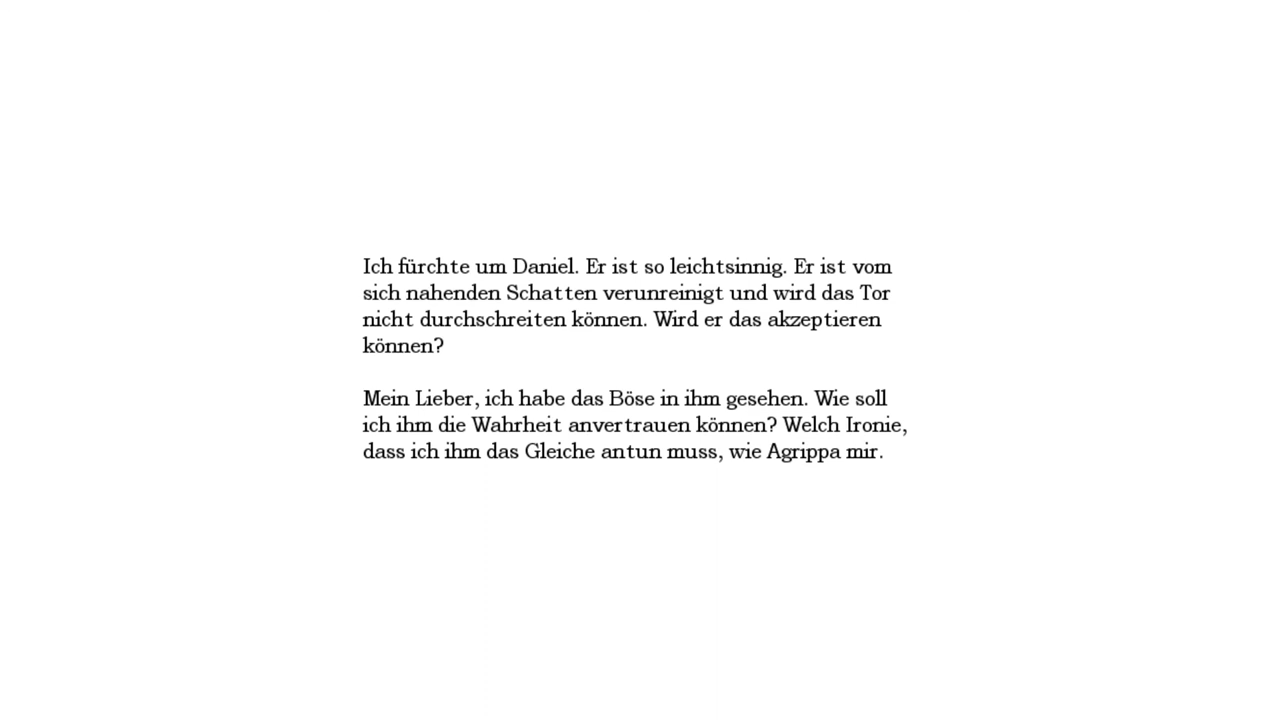 Ich fürchte um Daniel. Er ist so leichtsinnig. Er ist vom
sich nahenden Schatten verunreinigt und wird das Tor
nicht durchschreiten können. Wird er das akzeptieren
können?
Mein Lieber, ich habe das Böse in ihm gesehen. Wie soll
ich ihm die Wahrheit anvertrauen können? Welch Ironie,
dass ich ihm das Gleiche antun muss, wie Agrippa mir.